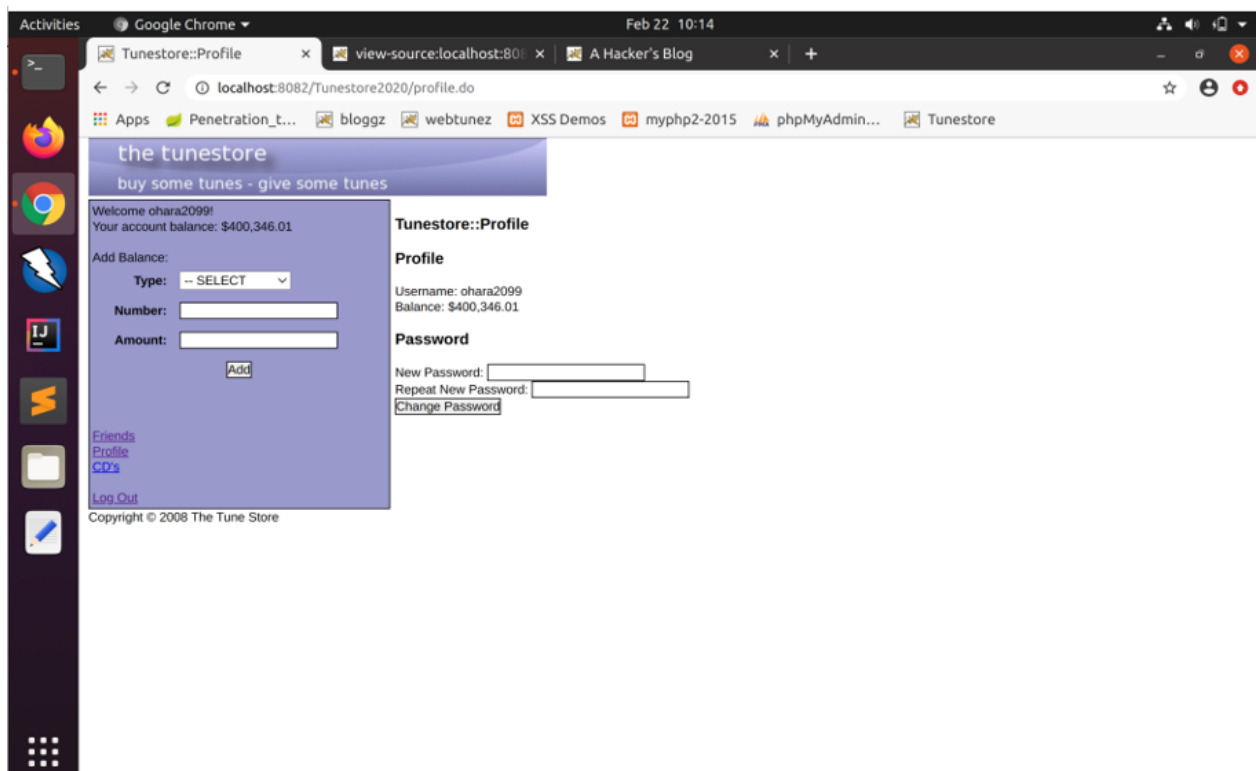 Activities Google Chrome Feb 22 10:14
Tunestore::Profile × view-source:localhost:808 × A Hacker's Blog × +
localhost:8082/Tunestore2020/profile.do
Apps Penetration_t... bloggz webtunez XSS Demos myphp2-2015 phpMyAdmin... Tunestore
the tunestore
buy some tunes - give some tunes
Welcome ohara2099!
Your account balance: $400,346.01
Add Balance:
Type: -- SELECT
Number:
Amount:
Add
Friends
Profile
CD's
Log Out
Tunestore::Profile
Profile
Username: ohara2099
Balance: $400,346.01
Password
New Password:
Repeat New Password:
Change Password
Copyright © 2008 The Tune Store